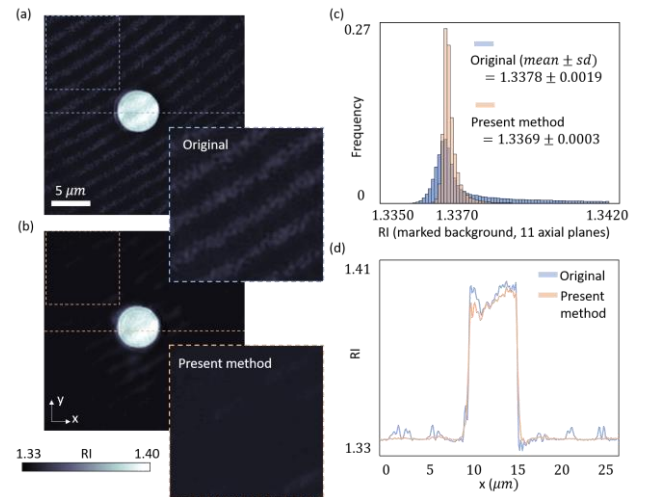 (a)
Original
5 μm
(b)
Present method
y
x
1.33 RI 1.40
(c)
0.27
Frequency
0
Original (mean ± sd)
= 1.3378 ± 0.0019
Present method
= 1.3369 ± 0.0003
1.3350 1.3370 1.3420
RI (marked background, 11 axial planes)
(d)
1.41
RI
1.33
Original
Present
method
0 5 10 15 20 25
x (μm)